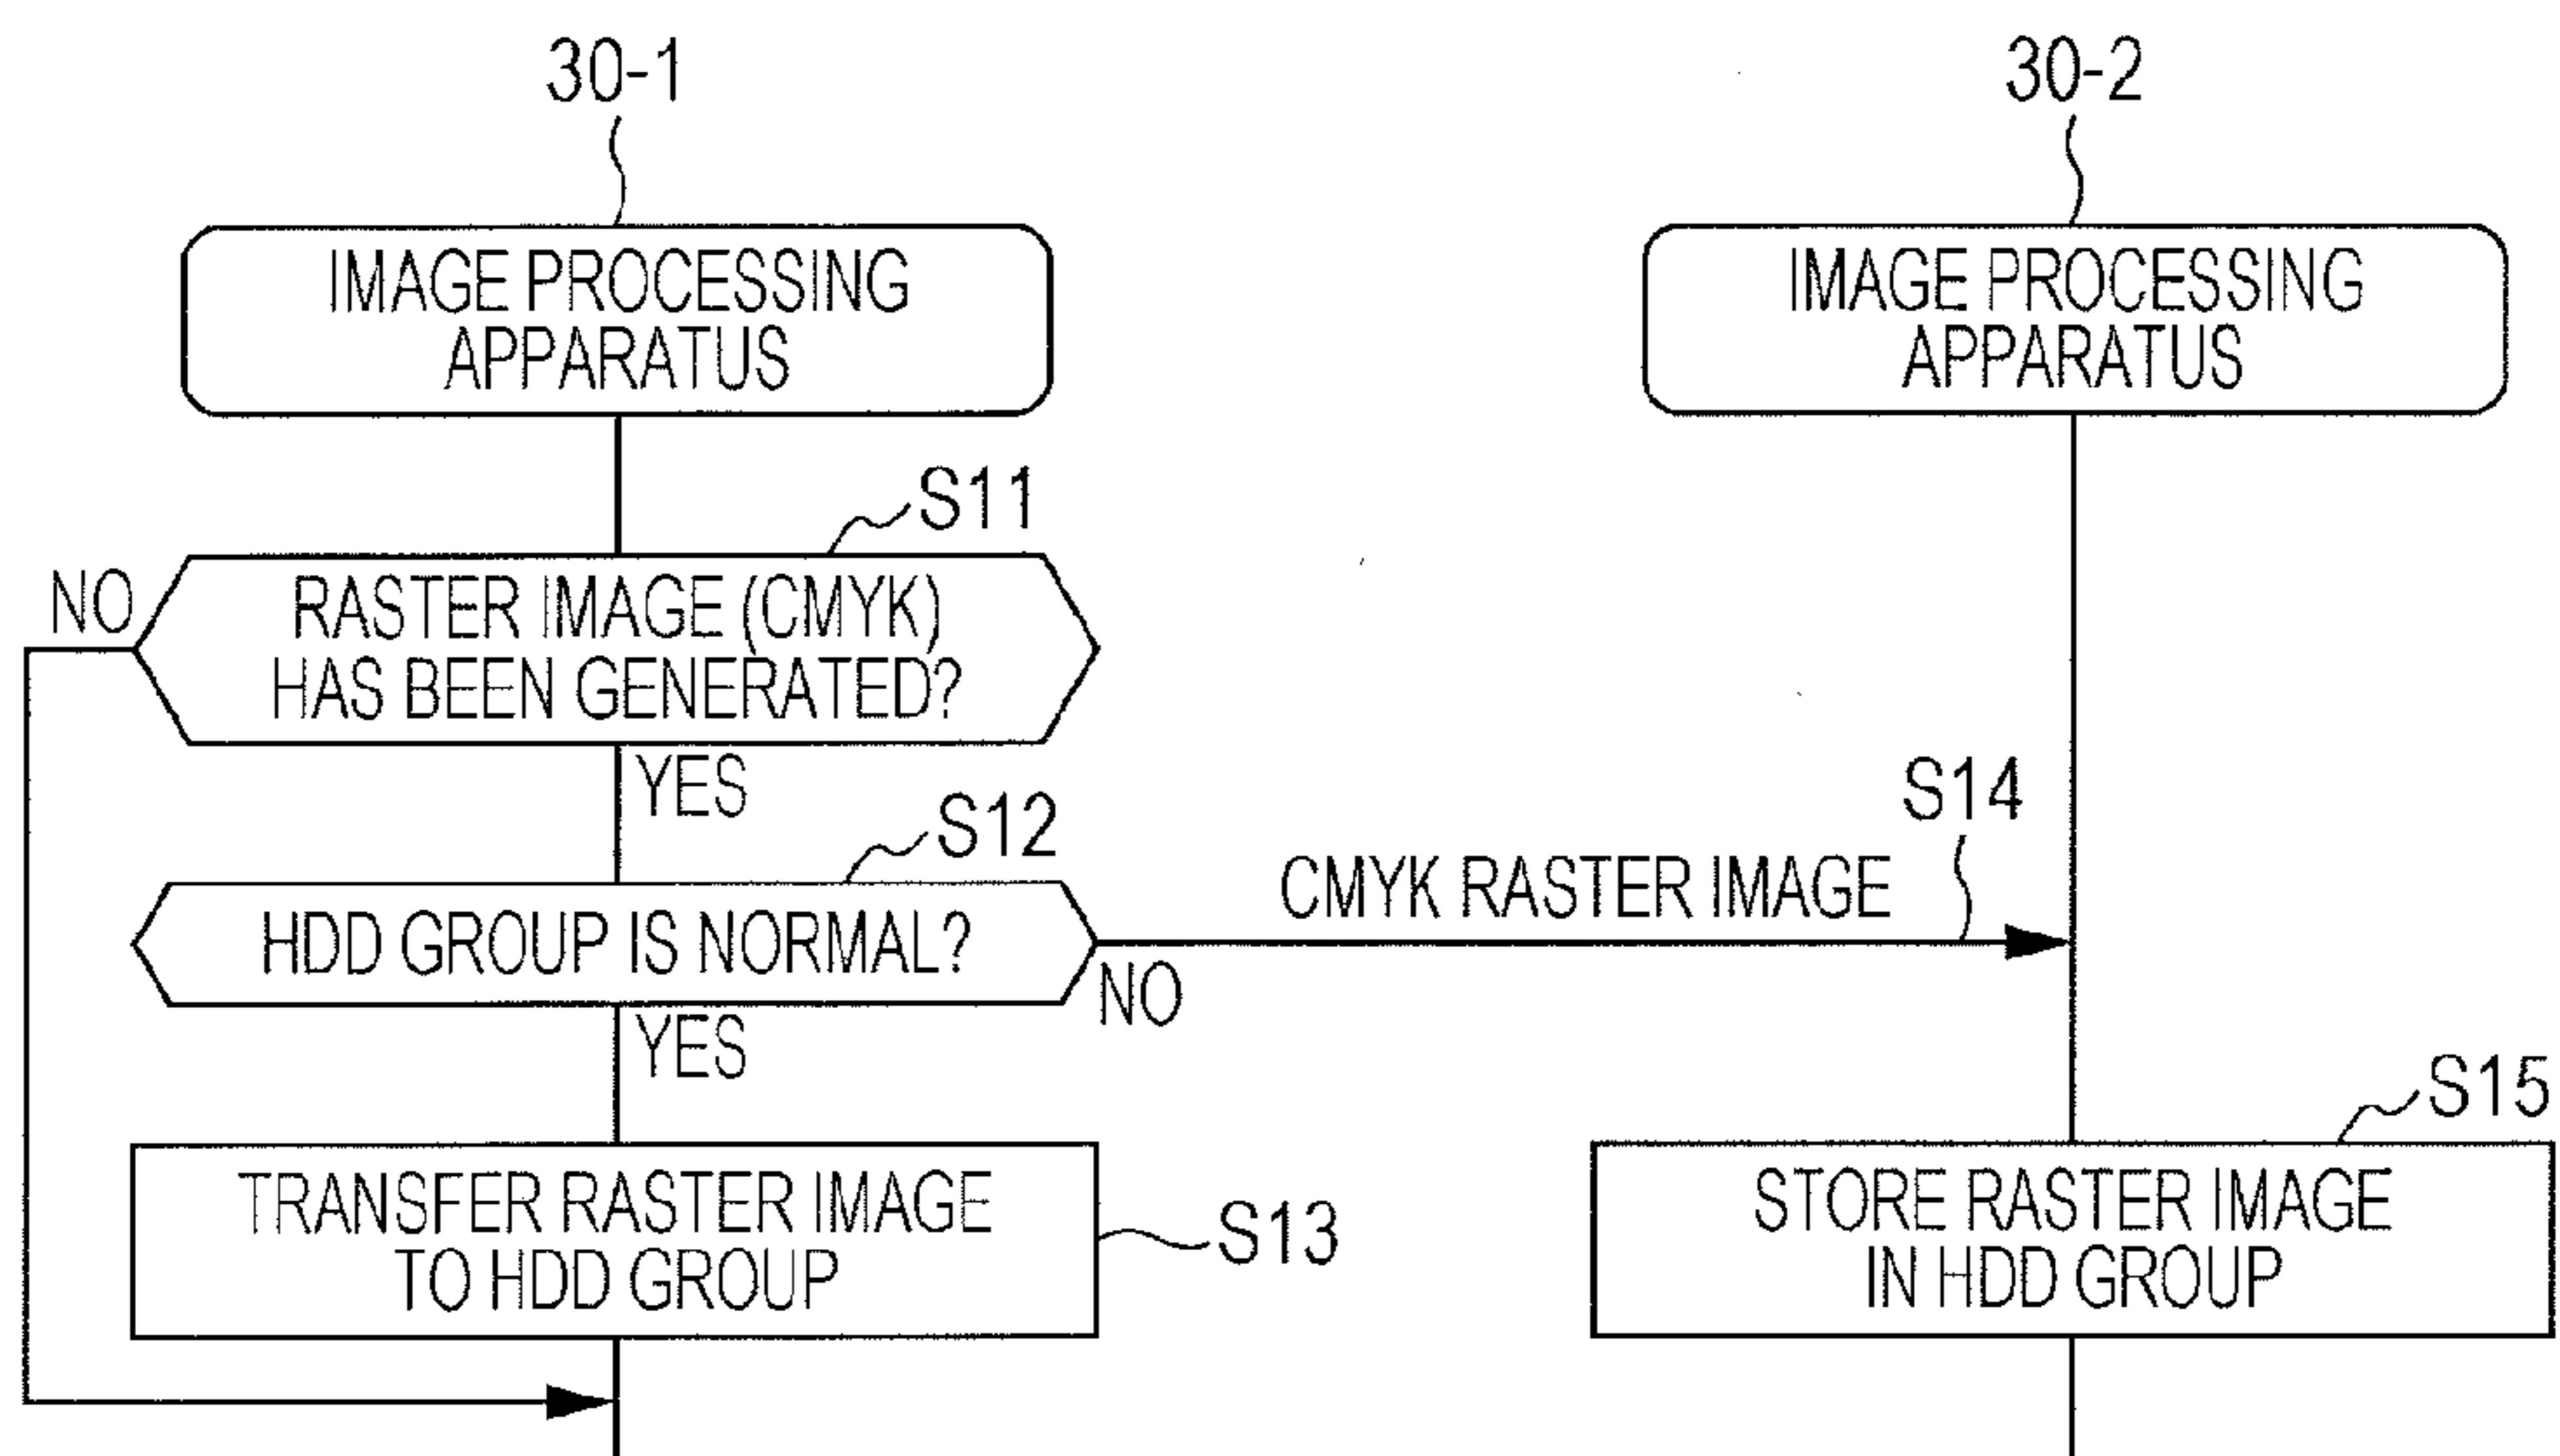 30-1
30-2
IMAGE PROCESSING
APPARATUS
IMAGE PROCESSING
APPARATUS
S11
NO
RASTER IMAGE (CMYK)
HAS BEEN GENERATED?
YES
S12
HDD GROUP IS NORMAL?
NO
CMYK RASTER IMAGE
S14
YES
TRANSFER RASTER IMAGE
TO HDD GROUP
S13
S15
STORE RASTER IMAGE
IN HDD GROUP